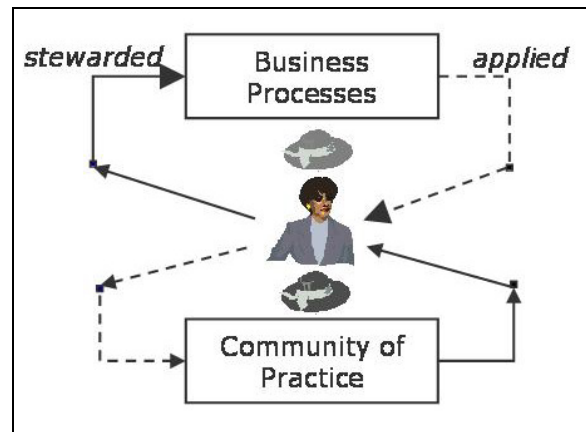 stewarded
Business
Processes
applied
Community of
Practice